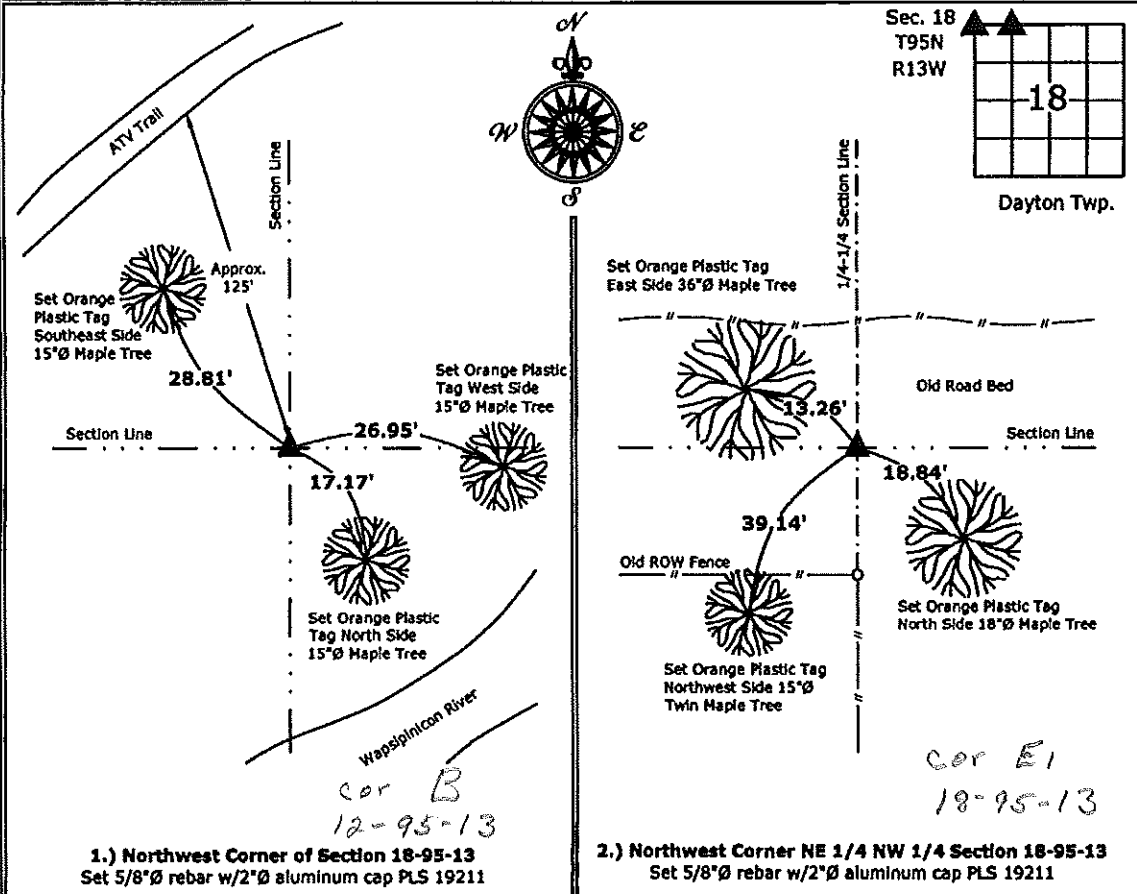 N
W
E
S
Sec. 18
T95N
R13W
18
Dayton Twp.
ATV Trail
Section Line
Approx.
125'
Set Orange
Plastic Tag
Southeast Side
15"Ø Maple Tree
28.81'
Set Orange Plastic
Tag West Side
15"Ø Maple Tree
26.95'
Section Line
17.17'
Set Orange Plastic
Tag North Side
15"Ø Maple Tree
Wapsipinicon River
cor B
12-95-13
1.) Northwest Corner of Section 18-95-13
Set 5/8"Ø rebar w/2"Ø aluminum cap PLS 19211
1/4-1/4 Section Line
Set Orange Plastic Tag
East Side 36"Ø Maple Tree
Old Road Bed
13.26'
Section Line
18.84'
39.14'
Old ROW Fence
Set Orange Plastic Tag
North Side 18"Ø Maple Tree
Set Orange Plastic Tag
Northwest Side 15"Ø
Twin Maple Tree
cor E1
18-95-13
2.) Northwest Corner NE 1/4 NW 1/4 Section 18-95-13
Set 5/8"Ø rebar w/2"Ø aluminum cap PLS 19211